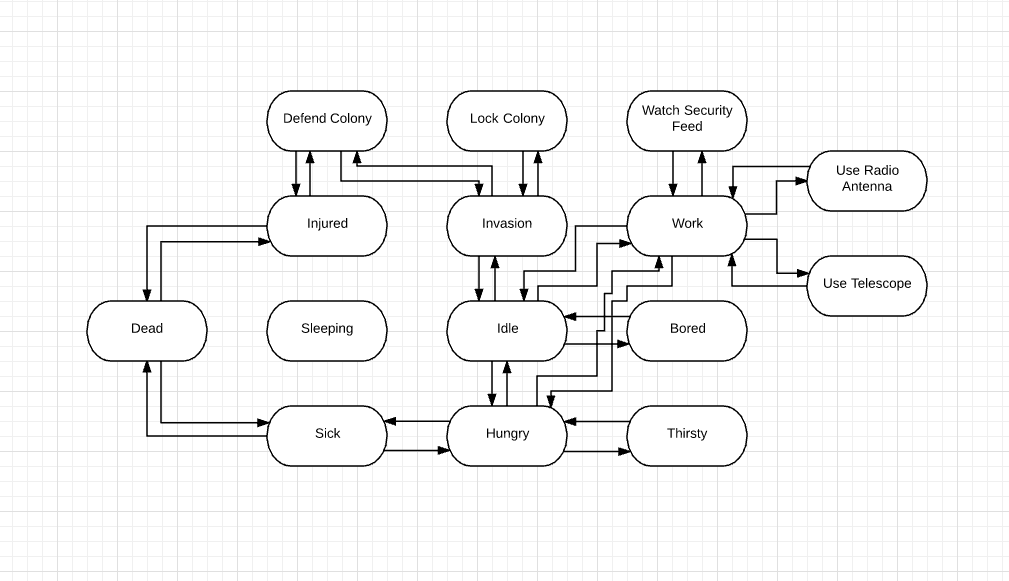 Defend Colony
Lock Colony
Watch Security
Feed
Use Radio
Antenna
Injured
Invasion
Work
Use Telescope
Dead
Sleeping
Idle
Bored
Sick
Hungry
Thirsty